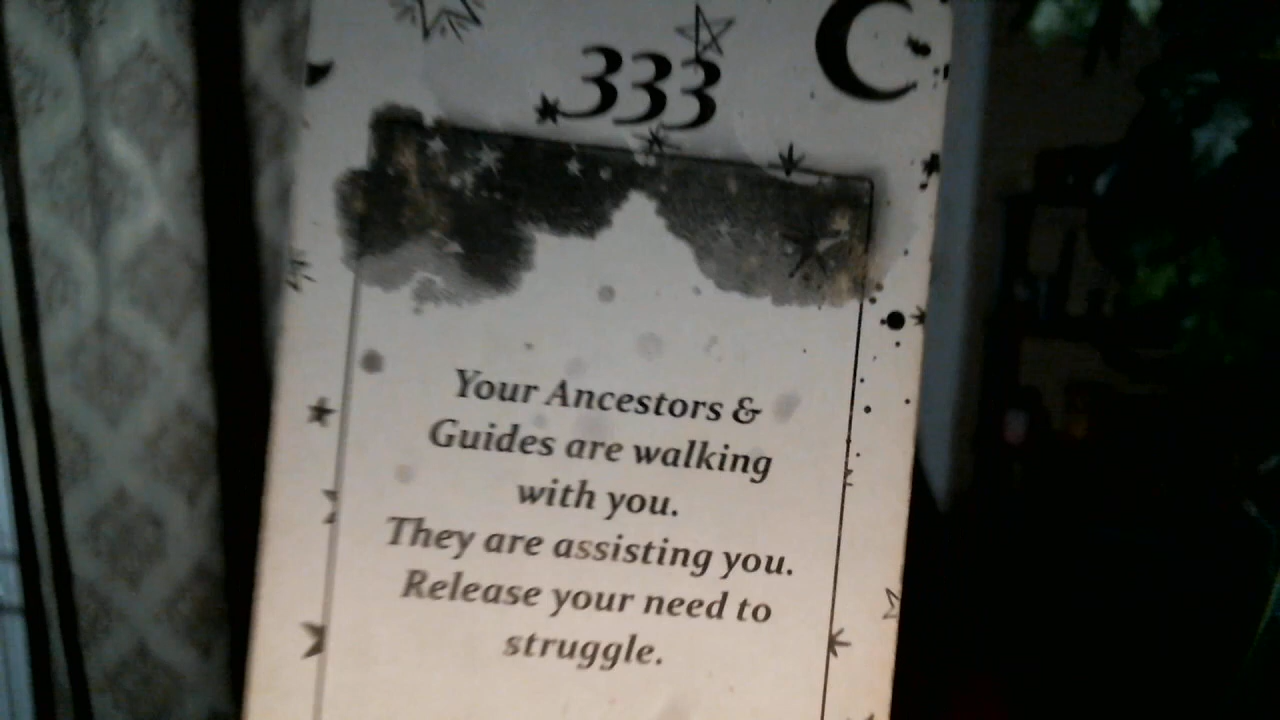 333
Your Ancestors &
Guides are walking
with you.
They are assisting you.
Release your need to
struggle.